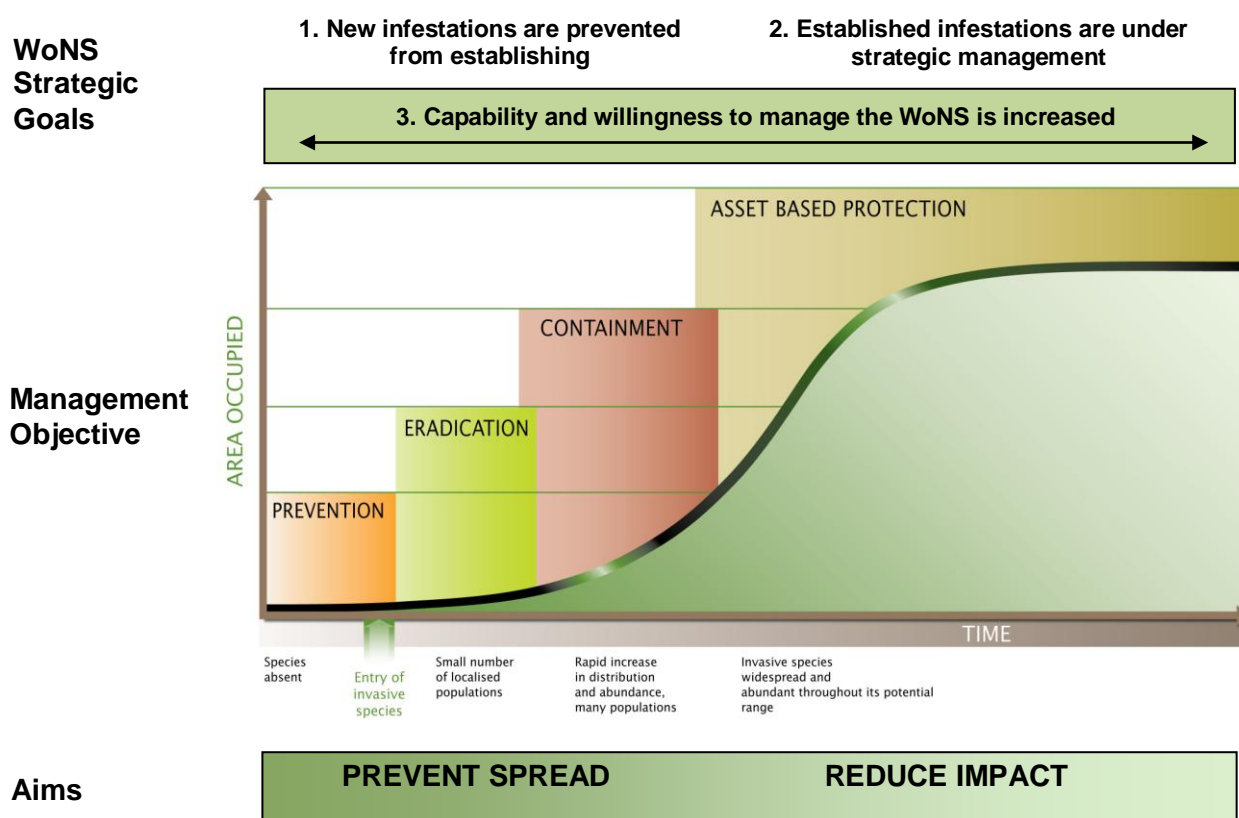 WoNS
Strategic
Goals
1. New infestations are prevented
from establishing
2. Established infestations are under
strategic management
3. Capability and willingness to manage the WoNS is increased
Management
Objective
AREA OCCUPIED
ASSET BASED PROTECTION
CONTAINMENT
ERADICATION
PREVENTION
TIME
Species
absent
Entry of
invasive
species
Small number
of localised
populations
Rapid increase
in distribution
and abundance,
many populations
Invasive species
widespread and
abundant throughout its potential
range
Aims
PREVENT SPREAD
REDUCE IMPACT